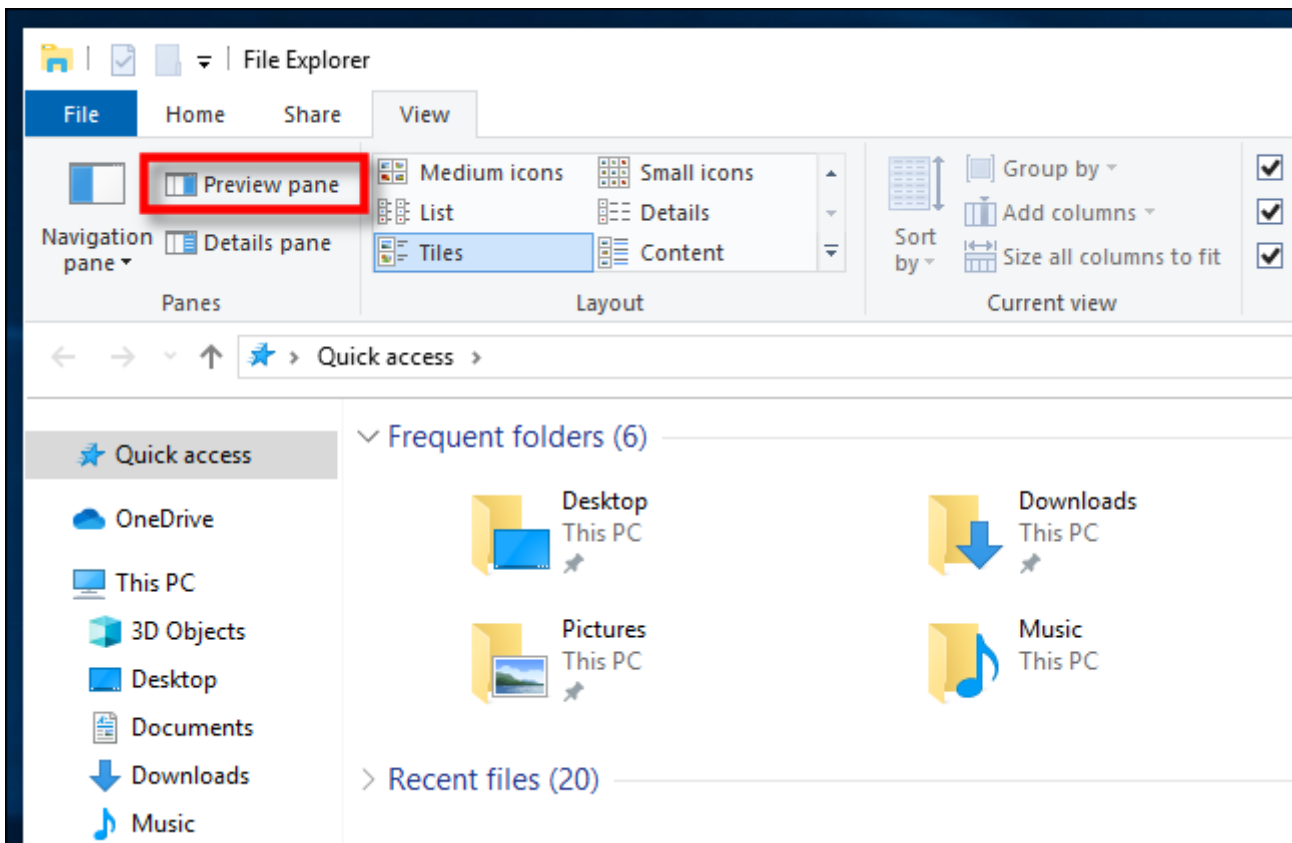 File Explorer
File Home Share View
Preview pane
Medium icons Small icons
List Details
Navigation pane
Details pane
Tiles Content
Sort by
Group by
Add columns
Size all columns to fit
Panes Layout Current view
Quick access
Quick access
OneDrive
This PC
3D Objects
Desktop
Documents
Downloads
Music
Frequent folders (6)
Desktop
This PC
Downloads
This PC
Pictures
This PC
Music
This PC
Recent files (20)